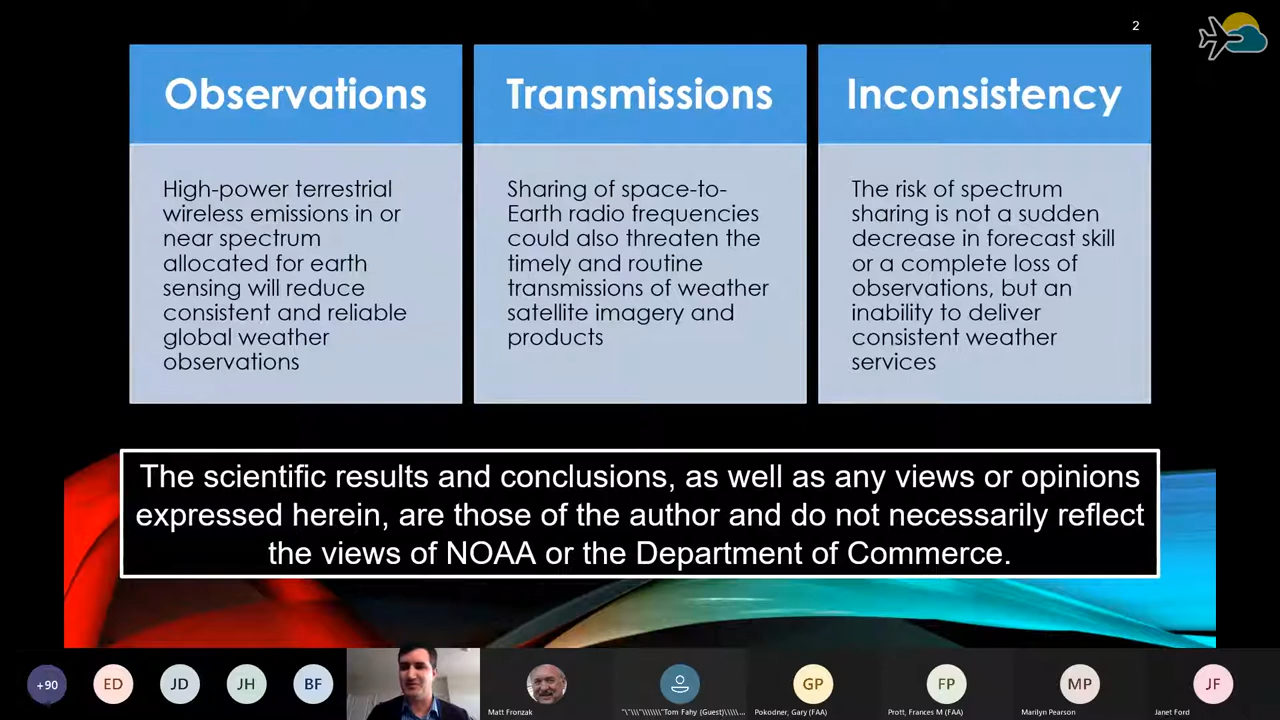 2
Observations
High-power terrestrial
wireless emissions in or
near spectrum
allocated for earth
sensing will reduce
consistent and reliable
global weather
observations
Transmissions
Sharing of space-to-
Earth radio frequencies
could also threaten the
timely and routine
transmissions of weather
satellite imagery and
products
Inconsistency
The risk of spectrum
sharing is not a sudden
decrease in forecast skill
or a complete loss of
observations, but an
inability to deliver
consistent weather
services
The scientific results and conclusions, as well as any views or opinions
expressed herein, are those of the author and do not necessarily reflect
the views of NOAA or the Department of Commerce.
+90
ED
JD
JH
BF
GP
FP
MP
JF
Matt Fronzak
"\"\\"\\\\\\\"Tom Fahy (Guest)\\\\\...
Pokodner, Gary (FAA)
Prott, Frances M (FAA)
Marilyn Pearson
Janet Ford